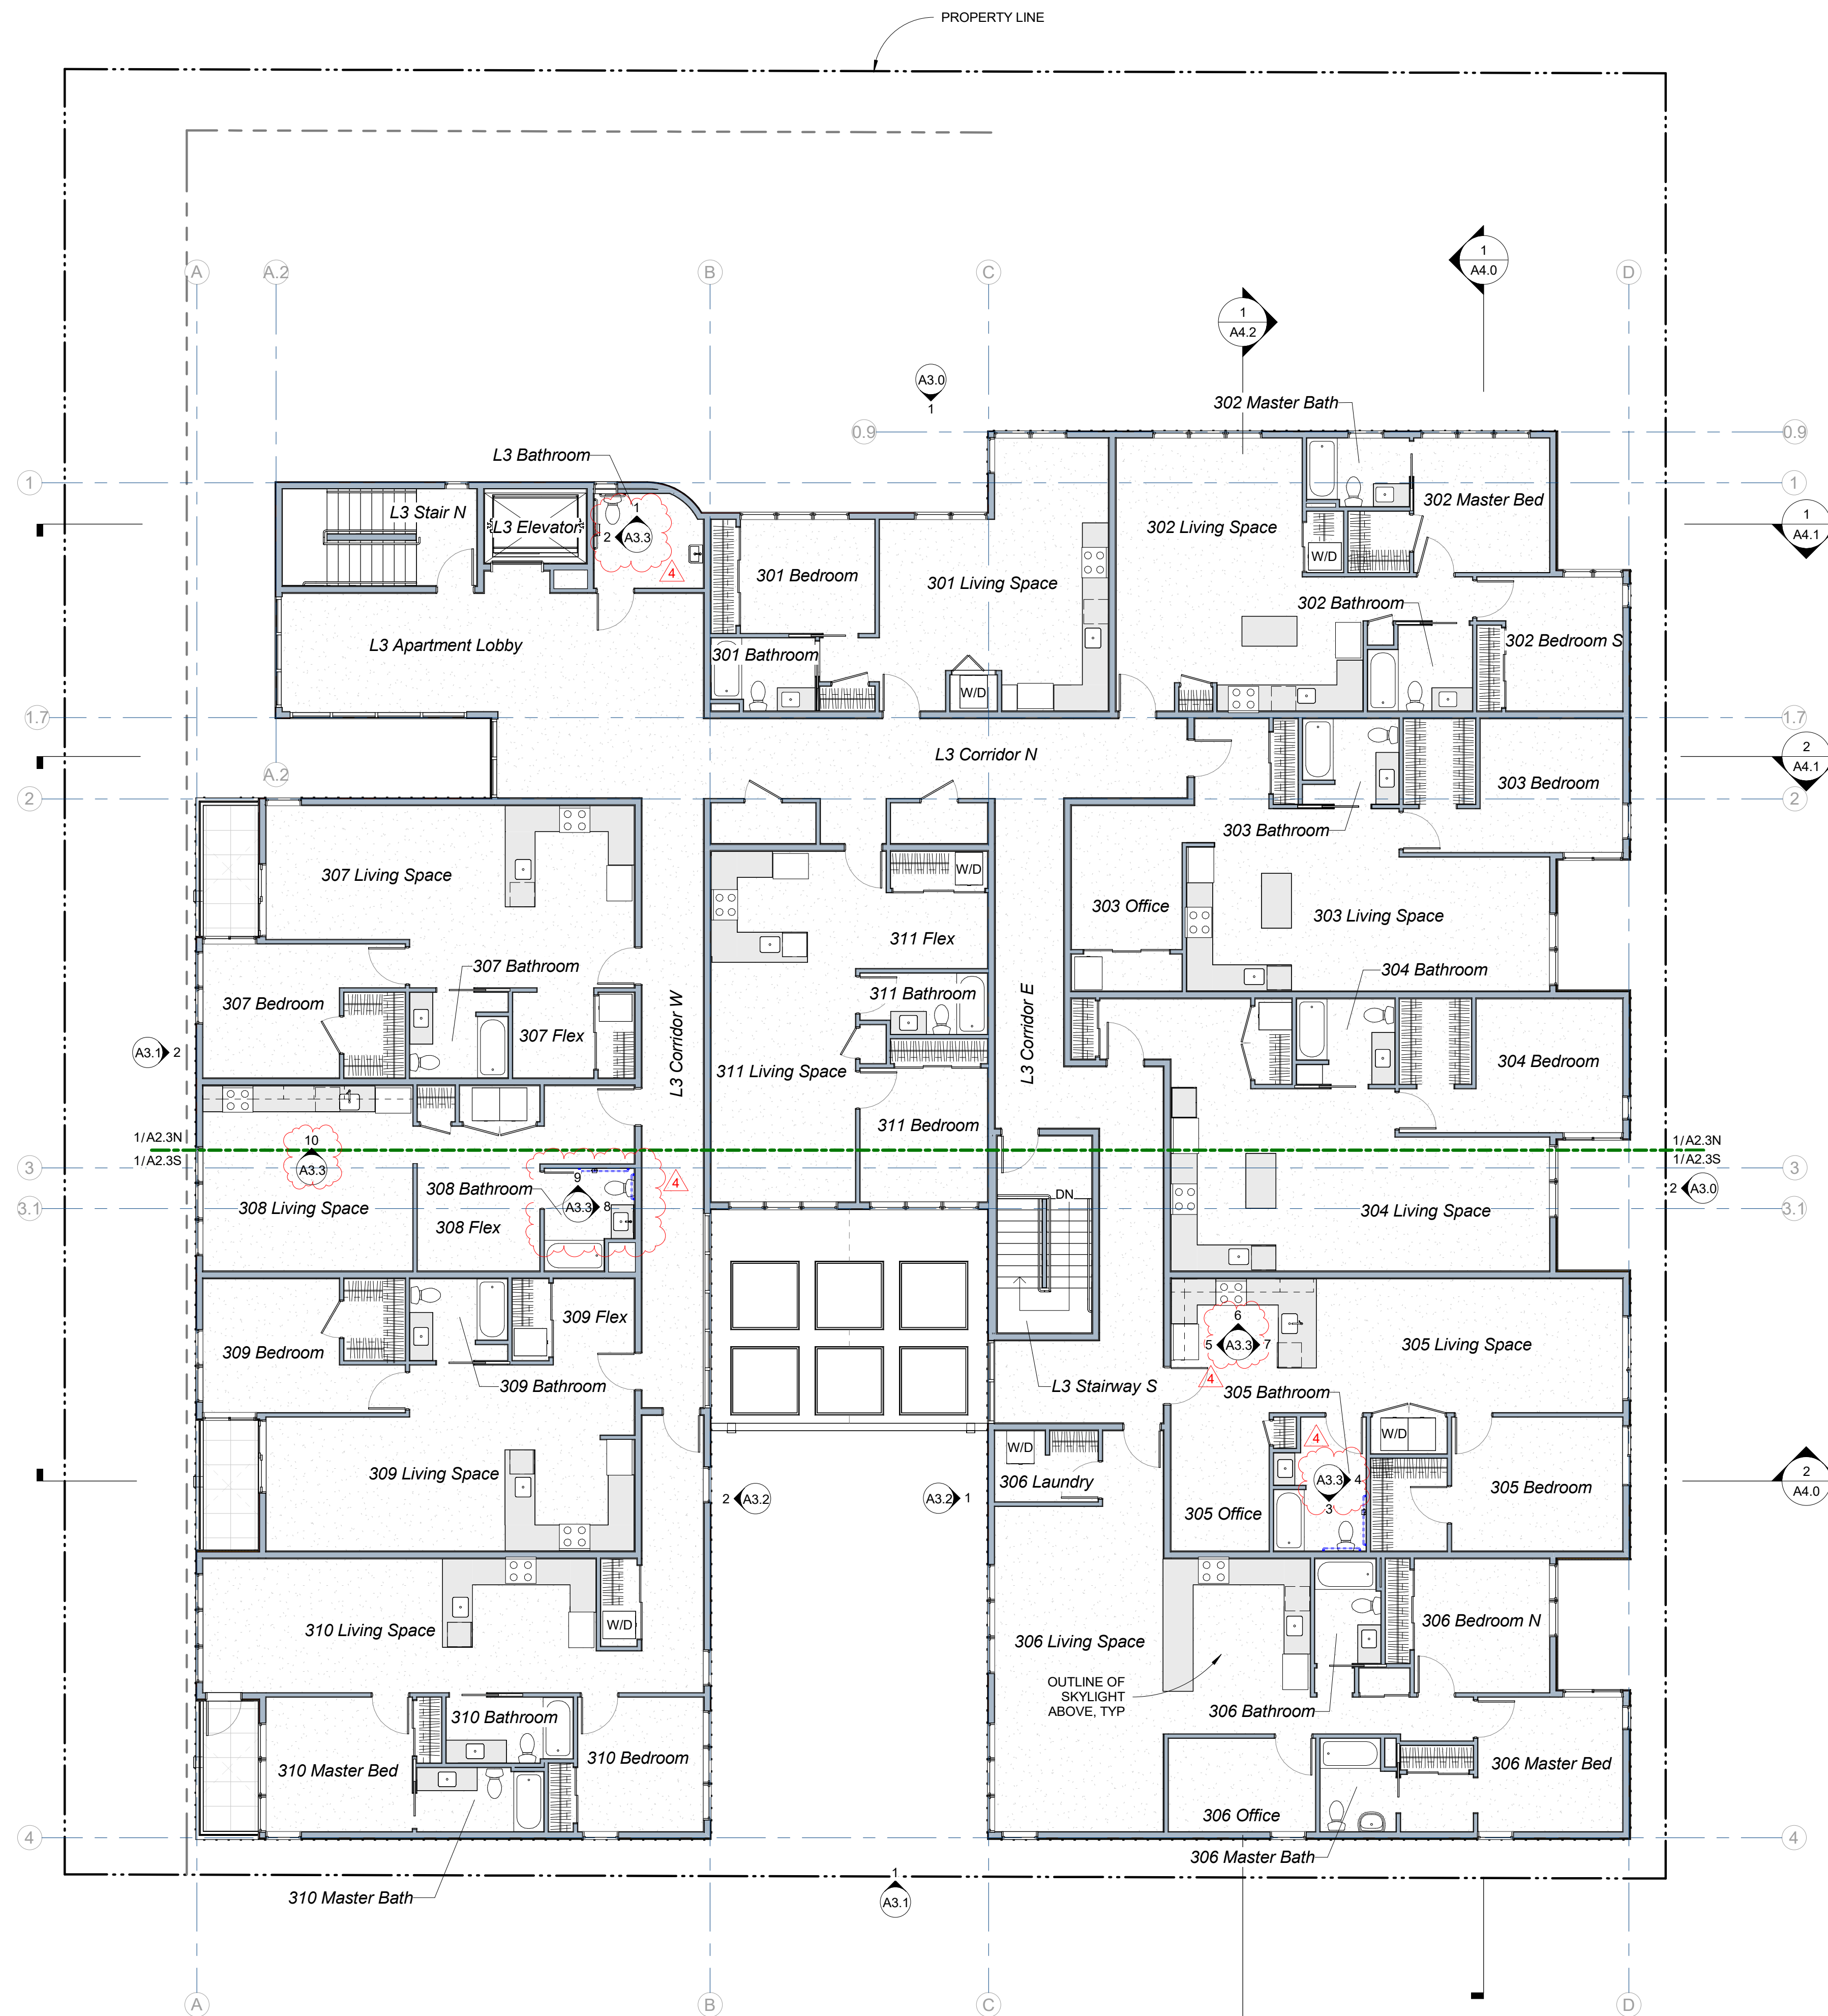 PROPERTY LINE
A
A.2
B
C
D
1
A4.0
1
A4.2
A3.0
1
302 Master Bath
0.9
0.9
L3 Bathroom
1
1
L3 Stair N
L3 Elevator
1
2
A3.3
4
302 Living Space
302 Master Bed
1
A4.1
W/D
301 Bedroom
301 Living Space
302 Bathroom
L3 Apartment Lobby
301 Bathroom
302 Bedroom S
W/D
1.7
1.7
L3 Corridor N
A.2
2
A4.1
2
2
303 Bedroom
303 Bathroom
307 Living Space
W/D
303 Office
303 Living Space
311 Flex
307 Bathroom
304 Bathroom
307 Bedroom
311 Bathroom
307 Flex
L3 Corridor W
L3 Corridor E
A3.1
2
311 Living Space
304 Bedroom
311 Bedroom
1/A2.3N
1/A2.3S
10
A3.3
1/A2.3N
1/A2.3S
3
3
9
4
308 Bathroom
A3.3
8
2
A3.0
DN
3.1
3.1
308 Living Space
308 Flex
304 Living Space
309 Flex
6
5
A3.3
7
4
305 Living Space
309 Bedroom
309 Bathroom
L3 Stairway S
305 Bathroom
4
W/D
W/D
309 Living Space
306 Laundry
A3.3
4
3
305 Bedroom
2
A4.0
2
A3.2
A3.2
1
305 Office
310 Living Space
W/D
306 Living Space
306 Bedroom N
OUTLINE OF
SKYLIGHT
ABOVE, TYP
310 Bathroom
306 Bathroom
310 Master Bed
310 Bedroom
306 Master Bed
306 Office
4
4
306 Master Bath
1
A3.1
310 Master Bath
A
B
C
D